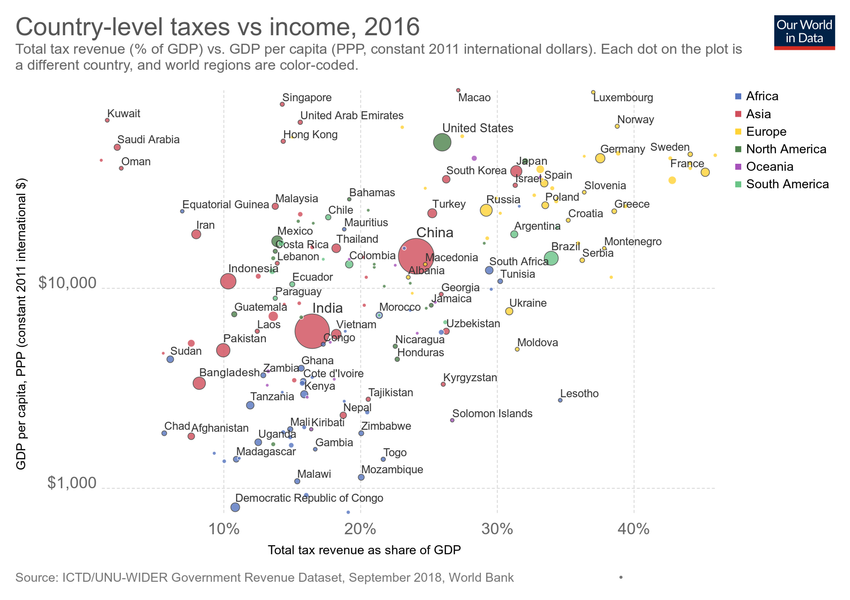 Country-level taxes vs income, 2016
Total tax revenue (% of GDP) vs. GDP per capita (PPP, constant 2011 international dollars). Each dot on the plot is
a different country, and world regions are color-coded.
Our World
in Data
Singapore
Macao
Luxembourg
Africa
Kuwait
United Arab Emirates
Norway
Asia
United States
Europe
Saudi Arabia
Hong Kong
Germany
Sweden
North America
Oman
Japan
France
Oceania
South Korea
Israel
Spain
South America
Slovenia
Equatorial Guinea
Malaysia
Bahamas
Turkey
Russia
Poland
Greece
Iran
Chile
Mauritius
Croatia
Mexico
Thailand
China
Argentina
Costa Rica
Brazil
Montenegro
Lebanon
Colombia
Macedonia
Serbia
Indonesia
Albania
South Africa
Ecuador
Tunisia
$10,000
Paraguay
Georgia
Guatemala
India
Morocco
Jamaica
Ukraine
Laos
Vietnam
Uzbekistan
Pakistan
Congo
Nicaragua
Moldova
Sudan
Honduras
Bangladesh
Zambia
Ghana
Cote d'Ivoire
Kenya
Kyrgyzstan
Tanzania
Tajikistan
Lesotho
Nepal
Solomon Islands
Chad
Afghanistan
Uganda
Mali
Kiribati
Zimbabwe
Madagascar
Gambia
Togo
Malawi
Mozambique
$1,000
Democratic Republic of Congo
GDP per capita, PPP (constant 2011 international $)
10%
20%
30%
40%
Total tax revenue as share of GDP
Source: ICTD/UNU-WIDER Government Revenue Dataset, September 2018, World Bank